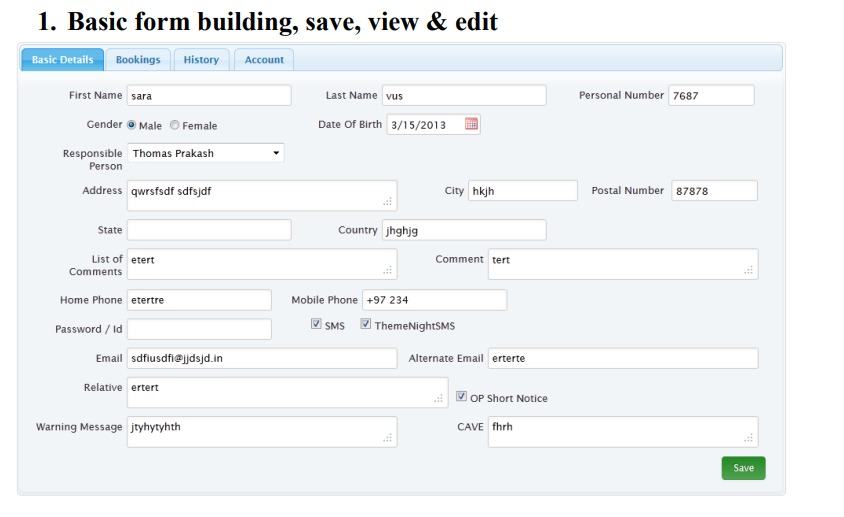 1. Basic form building, save, view & edit
Basic Details Bookings History Account
First Name sara Last Name vus Personal Number 7687
Gender Male Female Date Of Birth 3/15/2013
Responsible Person Thomas Prakash
Address qwrsfsdf sdfsjdf City hkjh Postal Number 87878
State Country jhghjg
List of Comments etert Comment tert
Home Phone etertre Mobile Phone +97 234
Password / Id SMS ThemeNightSMS
Email sdfiusdfi@jjdsjd.in Alternate Email erterte
Relative ertert OP Short Notice
Warning Message jtyhytyhth CAVE fhrh
Save